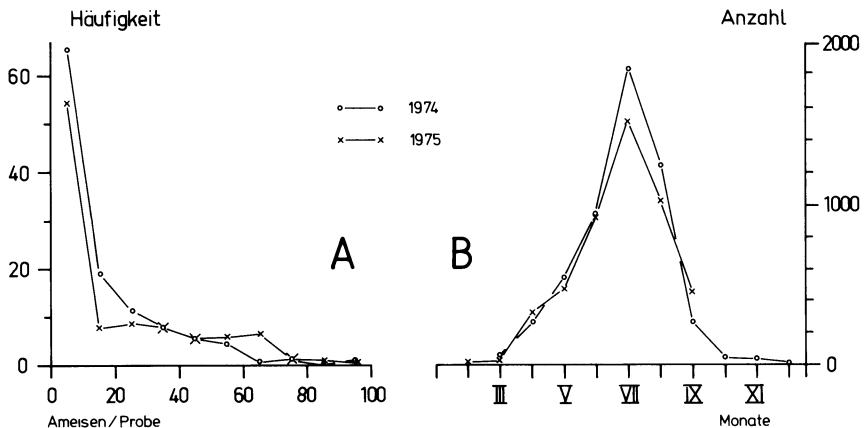 Häufigkeit
Anzahl
60
40
20
0
0 20 40 60 80 100
Ameisen/Probe
1974
1975
A
B
2000
1000
0
III V VII IX XI
Monate